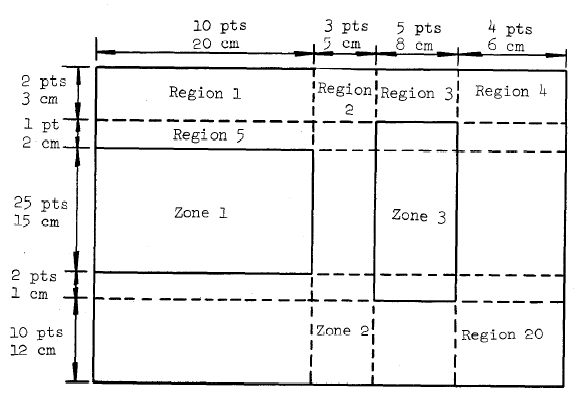 10 pts 3 pts 5 pts 4 pts
20 cm 5 cm 8 cm 6 cm
2 pts
3 cm
Region 1 Region 2 Region 3 Region 4
1 pt
2 cm
Region 5
25 pts
15 cm
Zone 1 Zone 3
2 pts
1 cm
10 pts
12 cm
Zone 2 Region 20